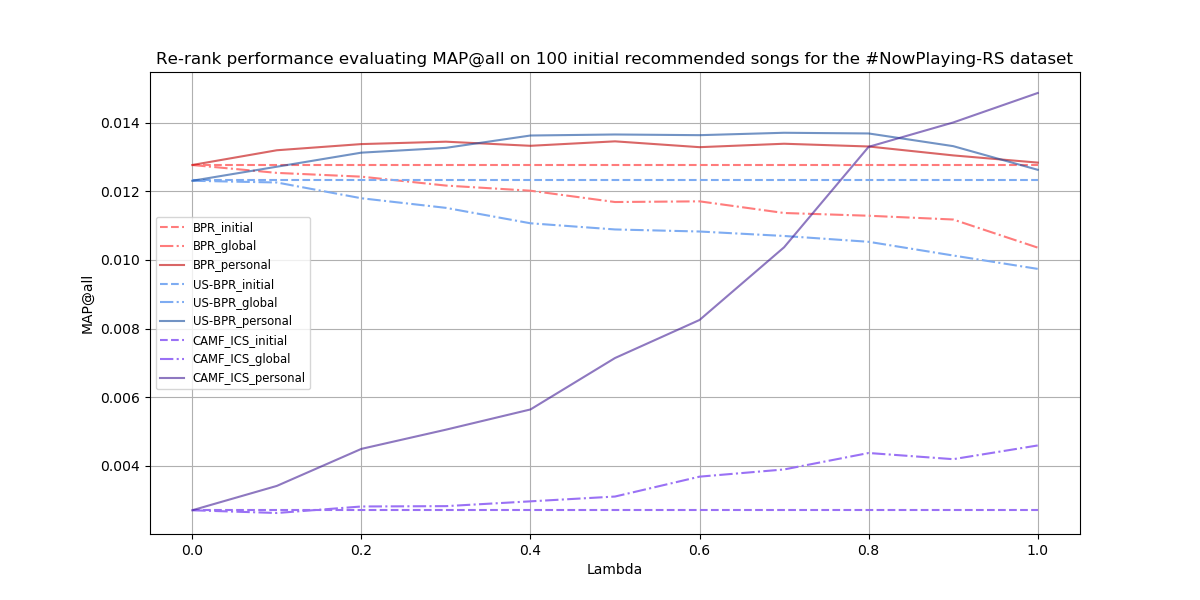 Re-rank performance evaluating MAP@all on 100 initial recommended songs for the #NowPlaying-RS dataset
0.014
0.012
0.010
0.008
0.006
0.004
MAP@all
BPR_initial
BPR_global
BPR_personal
US-BPR_initial
US-BPR_global
US-BPR_personal
CAMF_ICS_initial
CAMF_ICS_global
CAMF_ICS_personal
0.0 0.2 0.4 0.6 0.8 1.0
Lambda